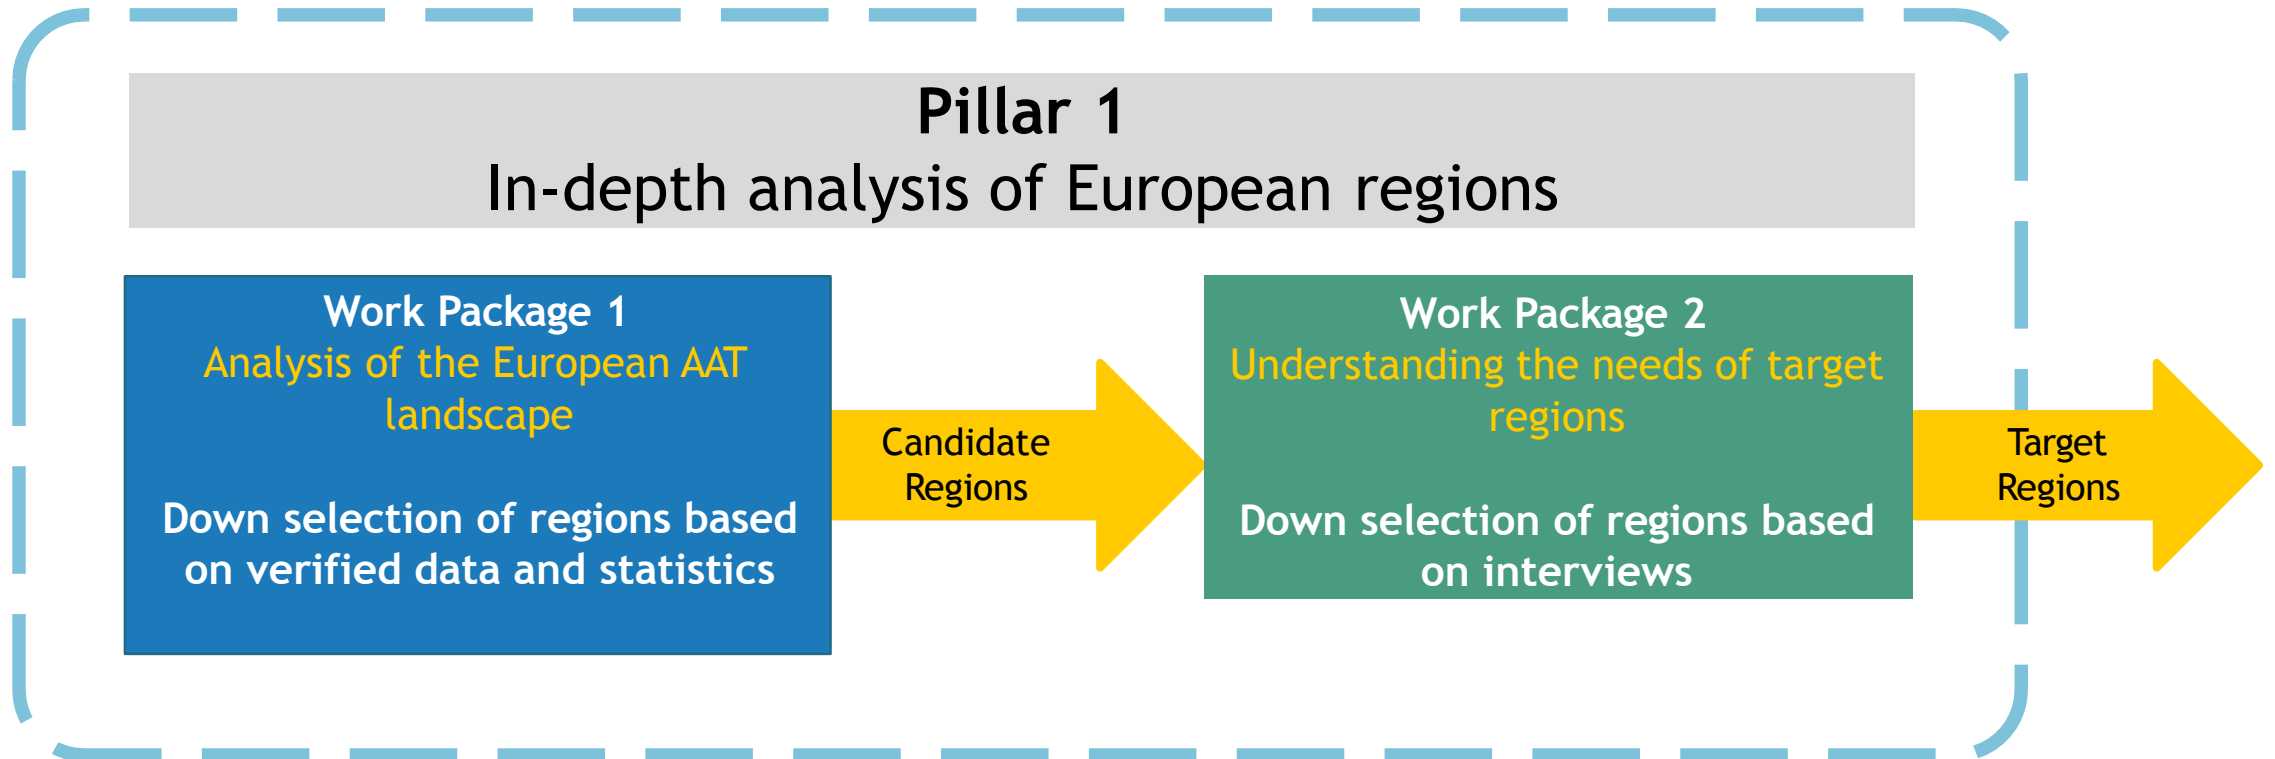 Pillar 1
In-depth analysis of European regions
Work Package 1
Analysis of the European AAT
landscape
Down selection of regions based
on verified data and statistics
Candidate
Regions
Work Package 2
Understanding the needs of target
regions
Down selection of regions based
on interviews
Target
Regions